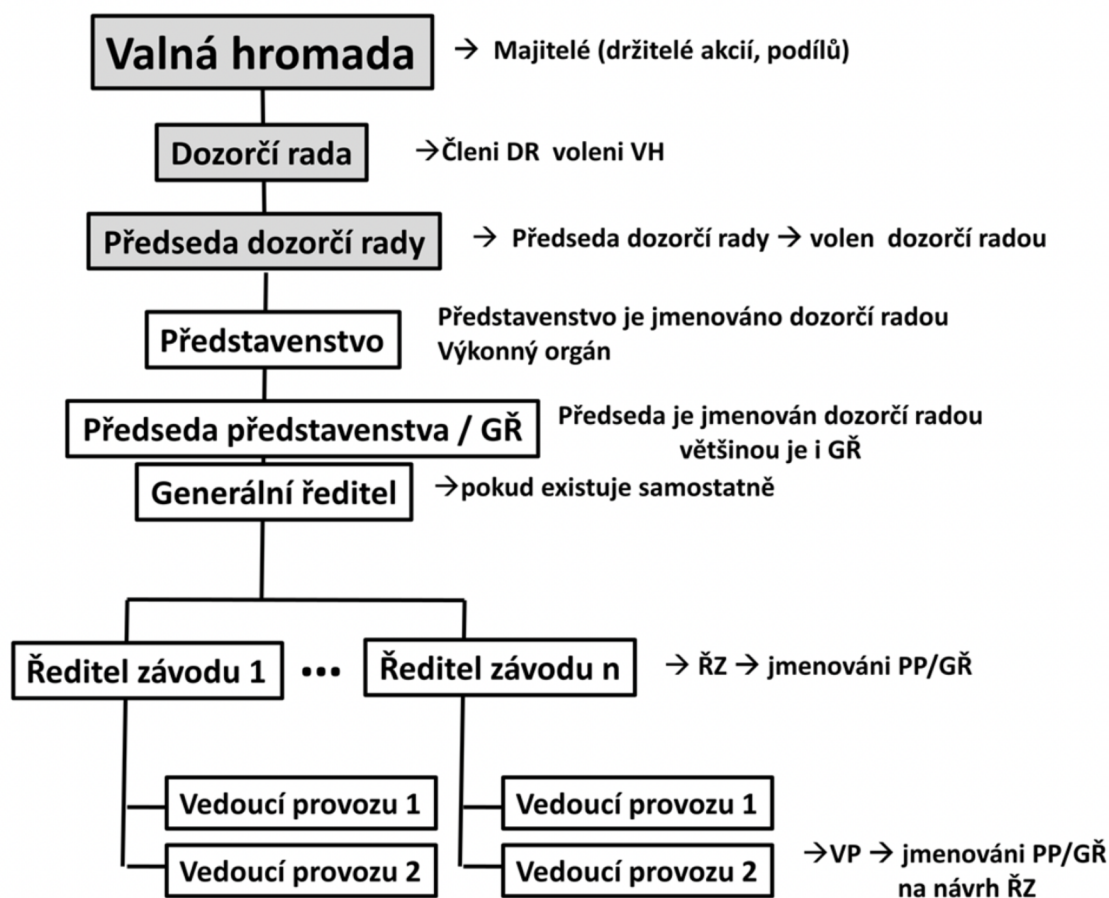 Valná hromada → Majitelé (držitelé akcií, podílů)
Dozorčí rada →Členi DR voleni VH
Předseda dozorčí rady → Předseda dozorčí rady → volen dozorčí radou
Představenstvo
Představenstvo je jmenováno dozorčí radou
Výkonný orgán
Předseda představenstva / GŘ
Předseda je jmenován dozorčí radou
většinou je i GŘ
Generální ředitel →pokud existuje samostatně
Ředitel závodu 1 ••• Ředitel závodu n → ŘZ → jmenováni PP/GŘ
Vedoucí provozu 1 Vedoucí provozu 1
Vedoucí provozu 2 Vedoucí provozu 2 →VP → jmenováni PP/GŘ
na návrh ŘZ